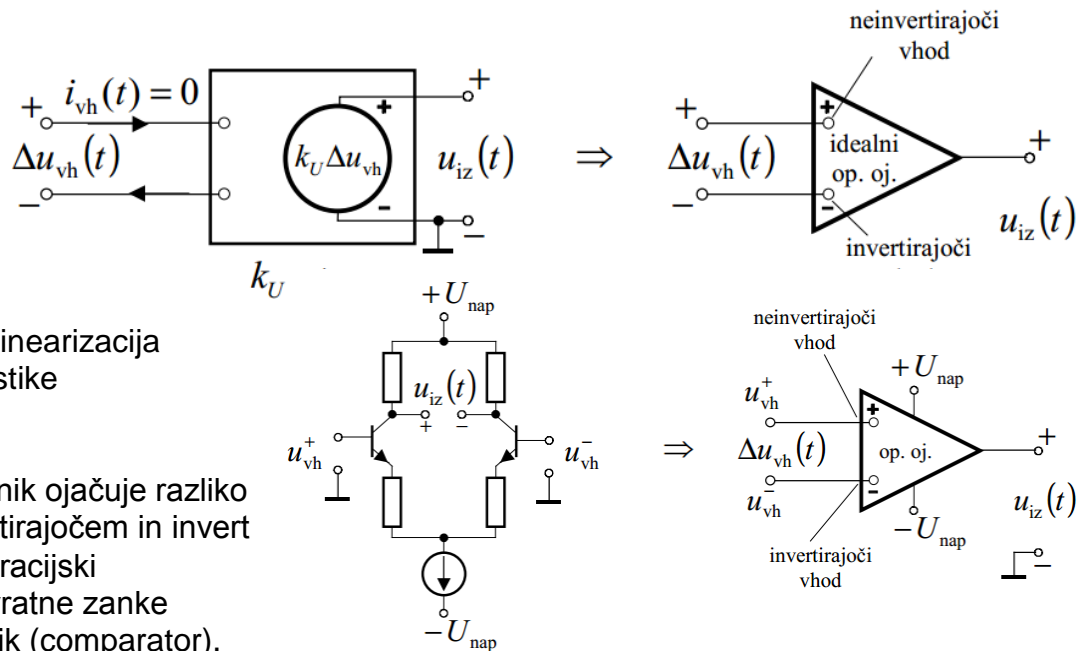 neinvertirajoči
vhod
+ i_vh(t) = 0 + +
Δu_vh(t) k_U Δu_vh u_iz(t) ⇒ Δu_vh(t) idealni
op. oj. +
− − − u_iz(t)
invertirajoči
k_U
+U_nap
inearizacija
stike
u_iz(t)
+ −
u_vh^+ u_vh^-
nik ojačuje razliko
tirajočem in invert
racijski
vratne zanke
ik (comparator).
−U_nap
neinvertirajoči
vhod
+U_nap
u_vh^+
+
⇒ Δu_vh(t) op. oj. +
−
u_vh^- u_iz(t)
−U_nap
invertirajoči
vhod −